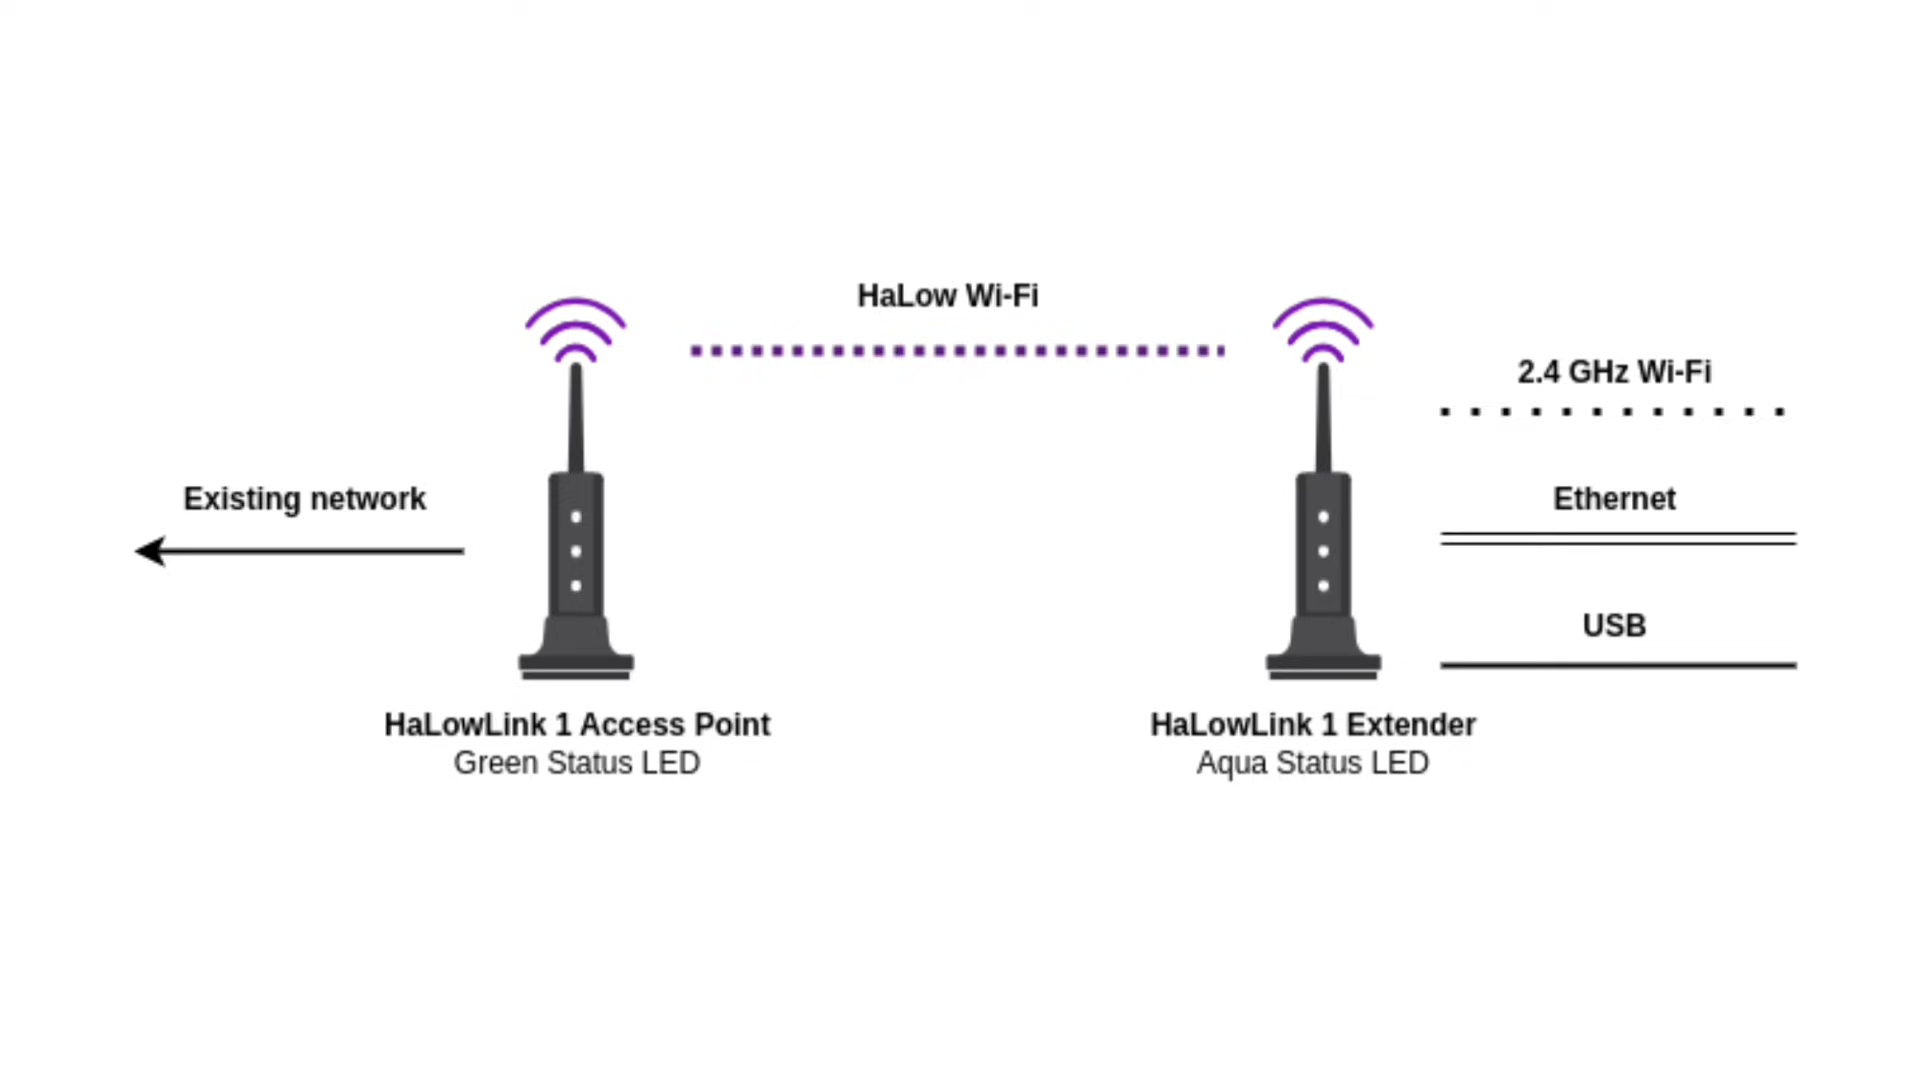 HaLow Wi-Fi
2.4 GHz Wi-Fi
Existing network
Ethernet
USB
HaLowLink 1 Access Point
Green Status LED
HaLowLink 1 Extender
Aqua Status LED